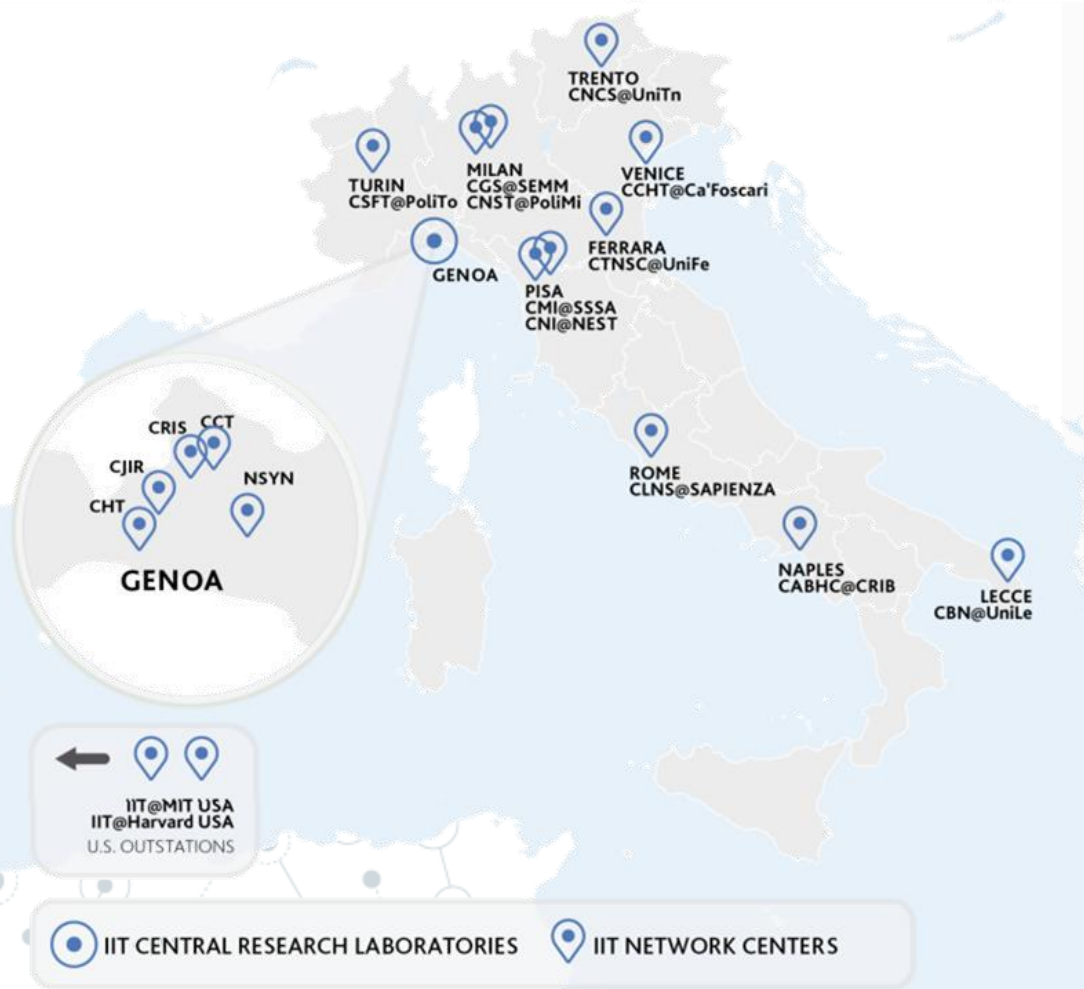 TRENTO
CNCS@UniTn
MILAN
CGS@SEMM
CNST@PoliMi
VENICE
CCHT@Ca'Foscari
TURIN
CSFT@PoliTo
FERRARA
CTNSC@UniFe
GENOA
PISA
CMI@SSSA
CNI@NEST
CRIS
CCT
CJIR
NSYN
CHT
GENOA
ROME
CLNS@SAPIENZA
NAPLES
CABHC@CRIB
LECCE
CBN@UniLe
IIT@MIT USA
IIT@Harvard USA
U.S. OUTSTATIONS
IIT CENTRAL RESEARCH LABORATORIES
IIT NETWORK CENTERS